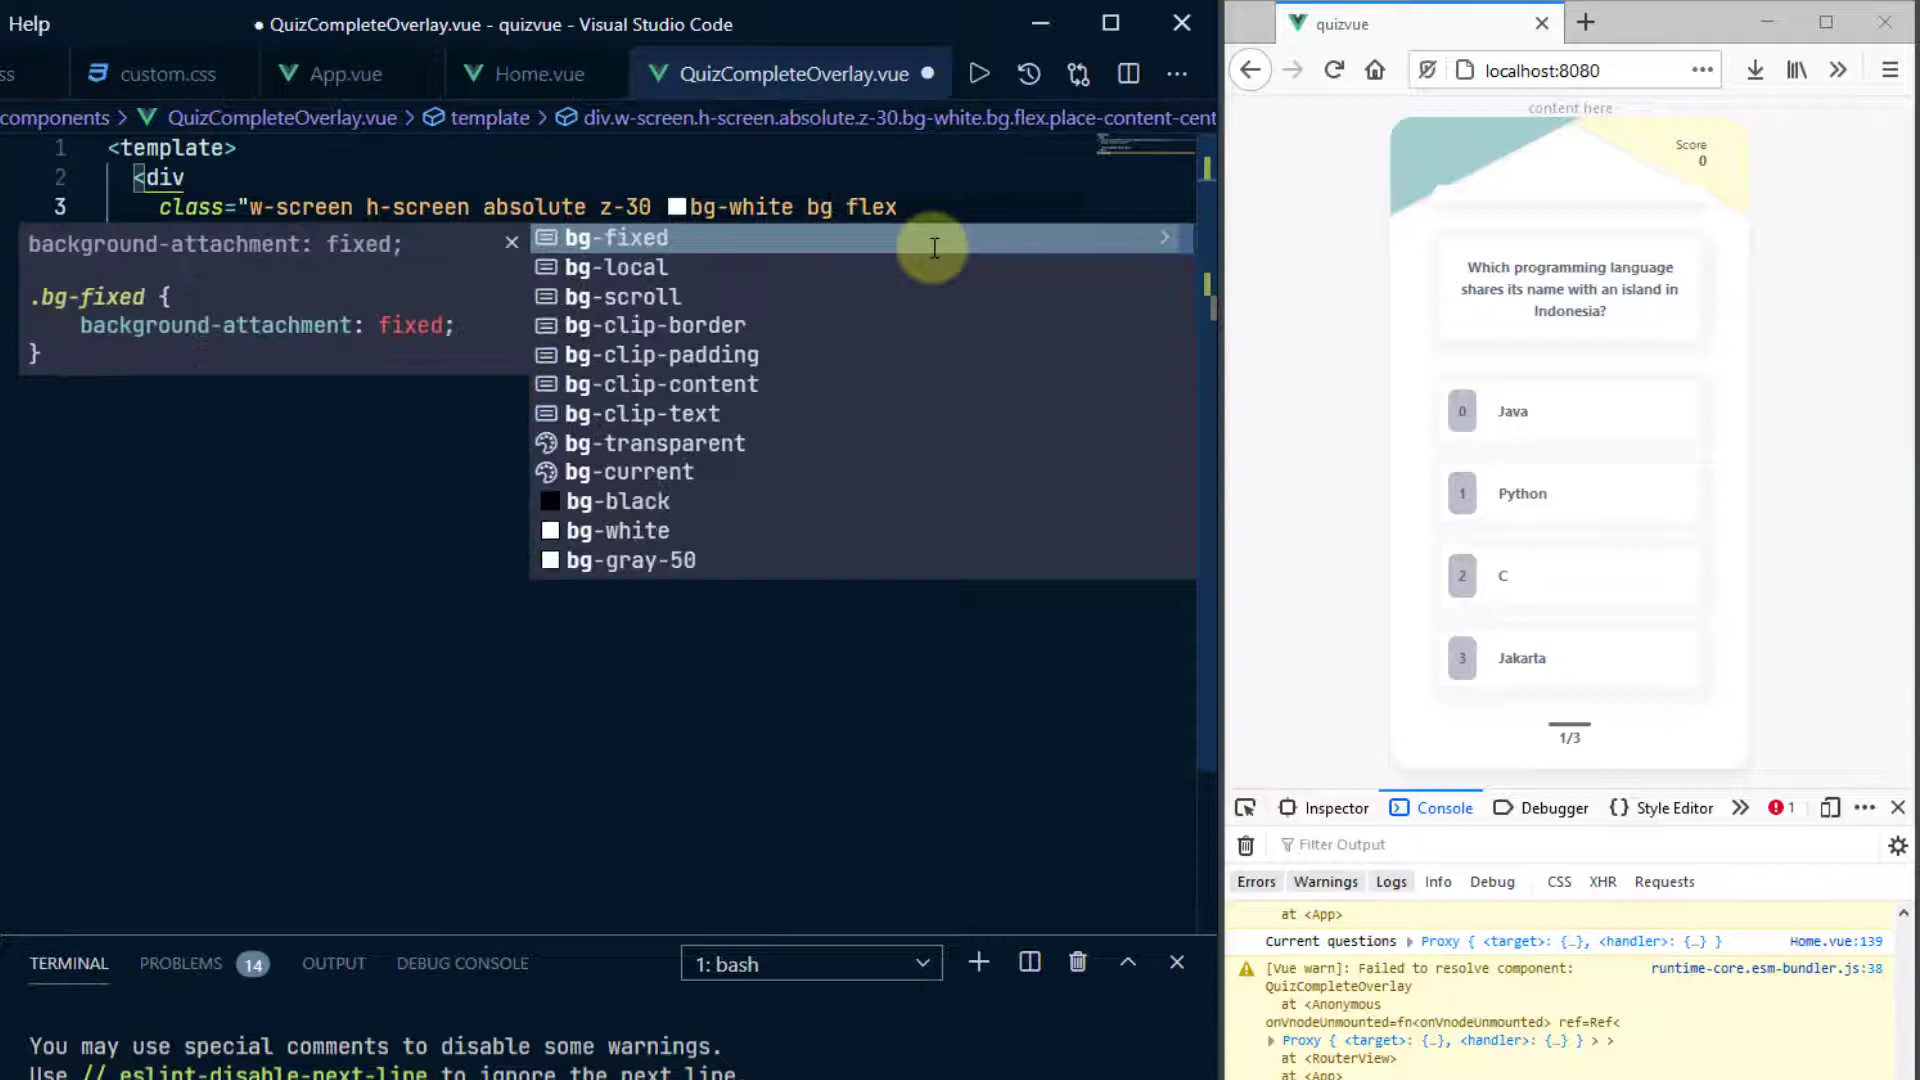 Help
● QuizCompleteOverlay.vue - quizvue - Visual Studio Code
ss
custom.css
App.vue
Home.vue
QuizCompleteOverlay.vue ●
components > QuizCompleteOverlay.vue > template > div.w-screen.h-screen.absolute.z-30.bg-white.bg.flex.place-content-cent
1 <template>
2 <div
3 class="w-screen h-screen absolute z-30 bg-white bg flex
background-attachment: fixed;
.bg-fixed {
background-attachment: fixed;
}
bg-fixed
bg-local
bg-scroll
bg-clip-border
bg-clip-padding
bg-clip-content
bg-clip-text
bg-transparent
bg-current
bg-black
bg-white
bg-gray-50
TERMINAL PROBLEMS 14 OUTPUT DEBUG CONSOLE 1: bash
You may use special comments to disable some warnings.
Use // eslint-disable-next-line to ignore the next line.
quizvue
localhost:8080
content here
Score
0
Which programming language
shares its name with an island in
Indonesia?
0 Java
1 Python
2 C
3 Jakarta
1/3
Inspector Console Debugger {} Style Editor 1
Filter Output
Errors Warnings Logs Info Debug CSS XHR Requests
at <App>
Current questions ▶ Proxy { <target>: {…}, <handler>: {…} } Home.vue:139
[Vue warn]: Failed to resolve component: runtime-core.esm-bundler.js:38
QuizCompleteOverlay
at <Anonymous
onVnodeUnmounted=fn<onVnodeUnmounted> ref=Ref<
▶ Proxy { <target>: {…}, <handler>: {…} } > >
at <RouterView>
at <App>